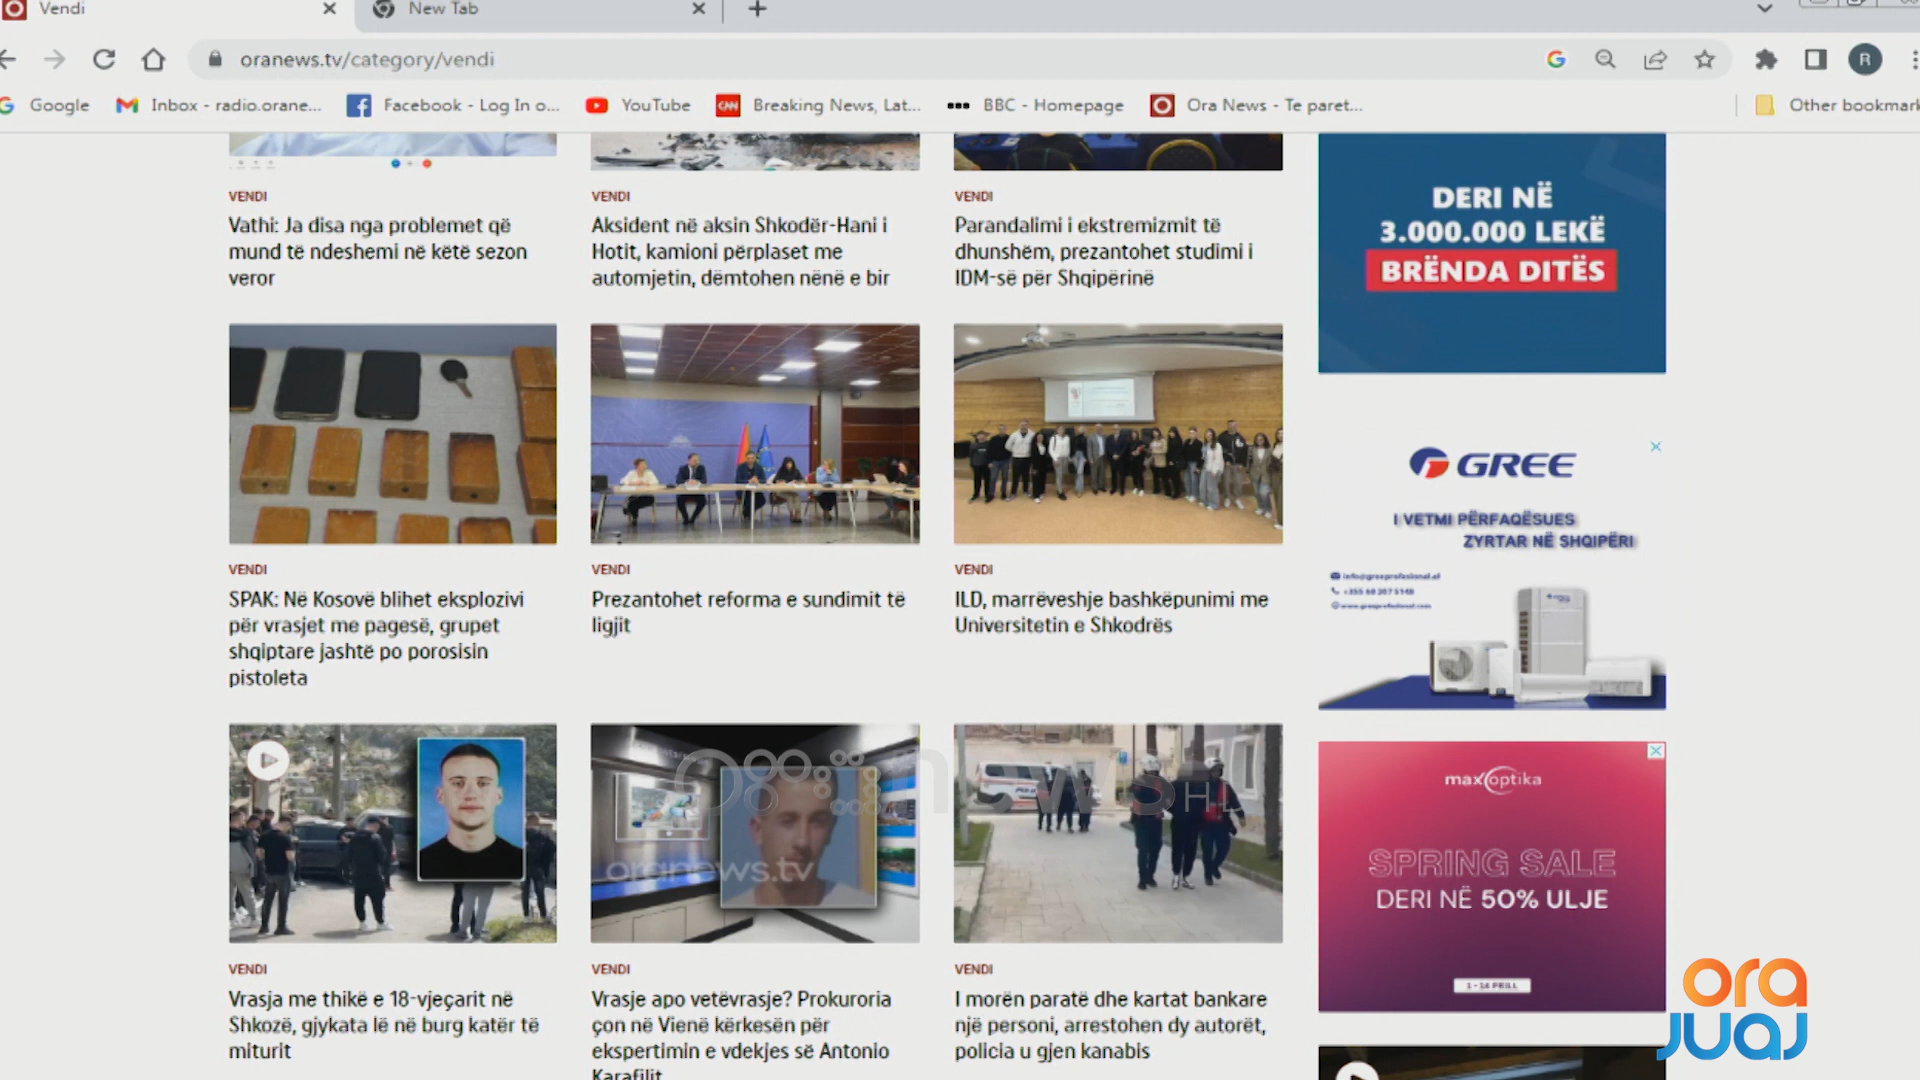 Vendi
New Tab
oranews.tv/category/vendi
R
Google
Inbox - radio.orane...
Facebook - Log In o...
YouTube
CNN
Breaking News, Lat...
BBC - Homepage
Ora News - Te paret...
Other bookmark
VENDI
Vathi: Ja disa nga problemet që
mund të ndeshemi në këtë sezon
veror
VENDI
Aksident në aksin Shkodër-Hani i
Hotit, kamioni përplaset me
automjetin, dëmtohen nënë e bir
VENDI
Parandalimi i ekstremizmit të
dhunshëm, prezantohet studimi i
IDM-së për Shqipërinë
DERI NË
3.000.000 LEKË
BRËNDA DITËS
GREE
I VETMI PËRFAQËSUES
ZYRTAR NË SHQIPËRI
info@greeprofesional.al
+355 68 207 5148
www.greeprofesional.com
VENDI
SPAK: Në Kosovë blihet eksplozivi
për vrasjet me pagesë, grupet
shqiptare jashtë po porosisin
pistoleta
VENDI
Prezantohet reforma e sundimit të
ligjit
VENDI
ILD, marrëveshje bashkëpunimi me
Universitetin e Shkodrës
oranews.tv
news
maxoptika
SPRING SALE
DERI NË 50% ULJE
1 - 14 PRILL
VENDI
Vrasja me thikë e 18-vjeçarit në
Shkozë, gjykata lë në burg katër të
miturit
VENDI
Vrasje apo vetëvrasje? Prokuroria
çon në Vienë kërkesën për
ekspertimin e vdekjes së Antonio
Karafilit
VENDI
I morën paratë dhe kartat bankare
një personi, arrestohen dy autorët,
policia u gjen kanabis
ora
JUAJ